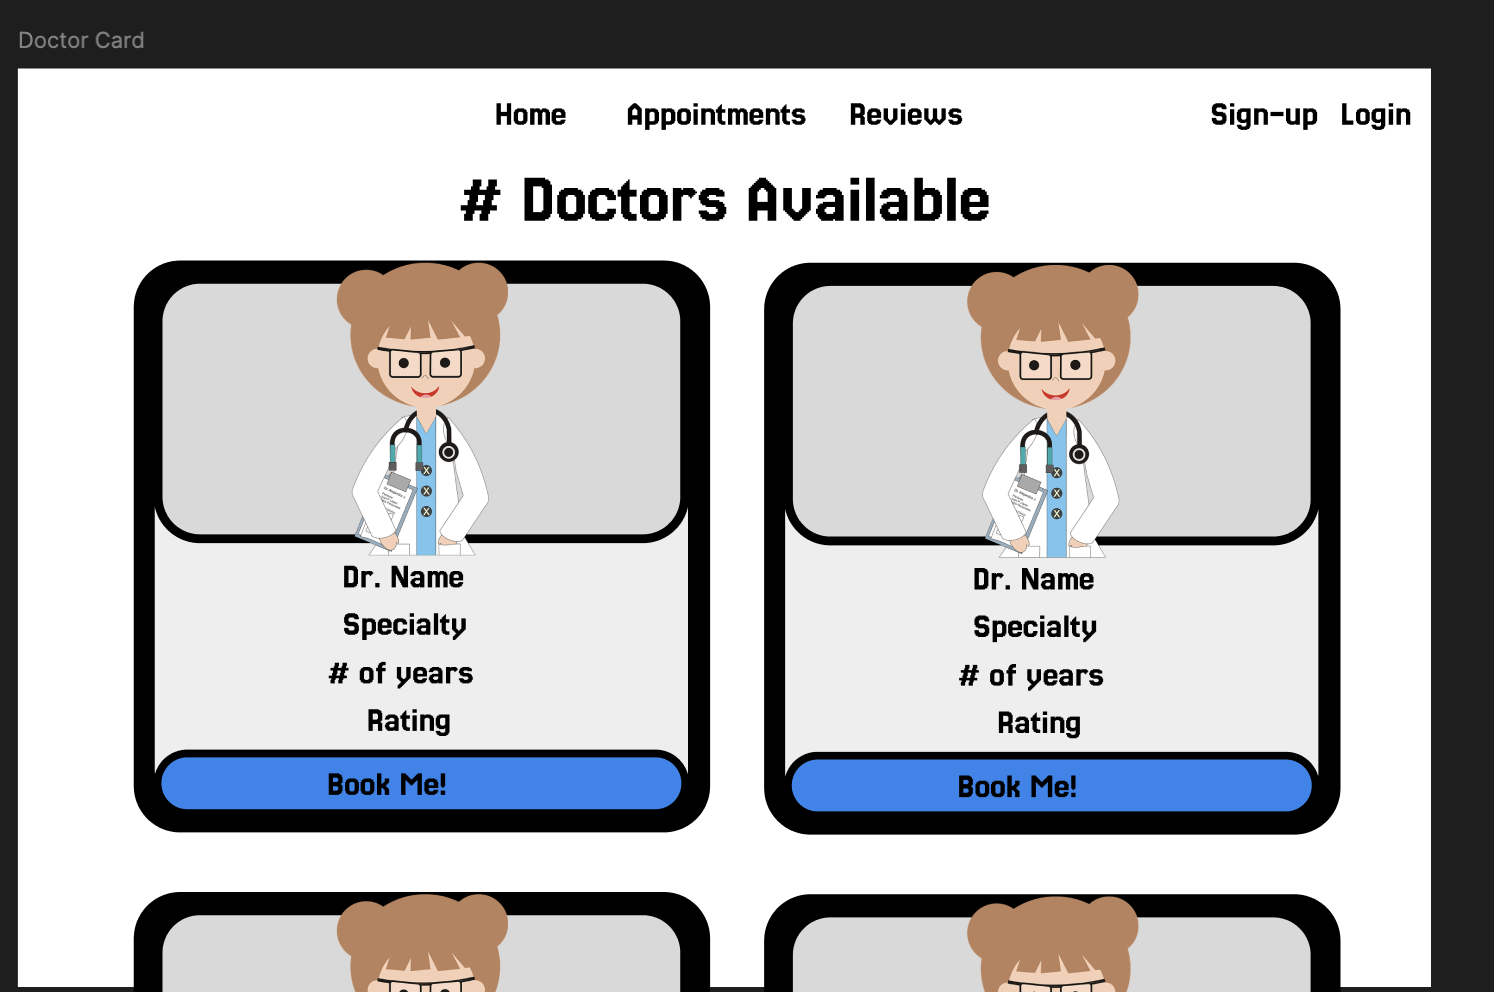 Doctor Card
Home Appointments Reviews Sign-up Login
# Doctors Available
Dr. Name
Specialty
# of years
Rating
Book Me!
Dr. Name
Specialty
# of years
Rating
Book Me!